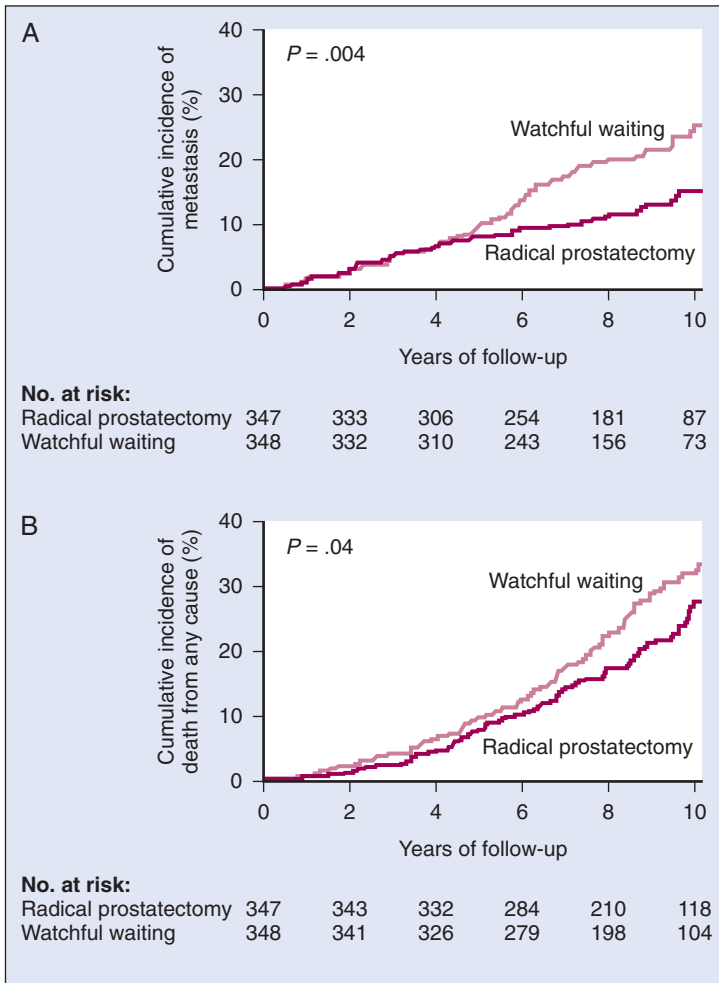 A
P = .004
40
30
20
10
0
Cumulative incidence of
metastasis (%)
Watchful waiting
Radical prostatectomy
0 2 4 6 8 10
Years of follow-up
No. at risk:
Radical prostatectomy 347 333 306 254 181 87
Watchful waiting 348 332 310 243 156 73
B
P = .04
40
30
20
10
0
Cumulative incidence of
death from any cause (%)
Watchful waiting
Radical prostatectomy
0 2 4 6 8 10
Years of follow-up
No. at risk:
Radical prostatectomy 347 343 332 284 210 118
Watchful waiting 348 341 326 279 198 104